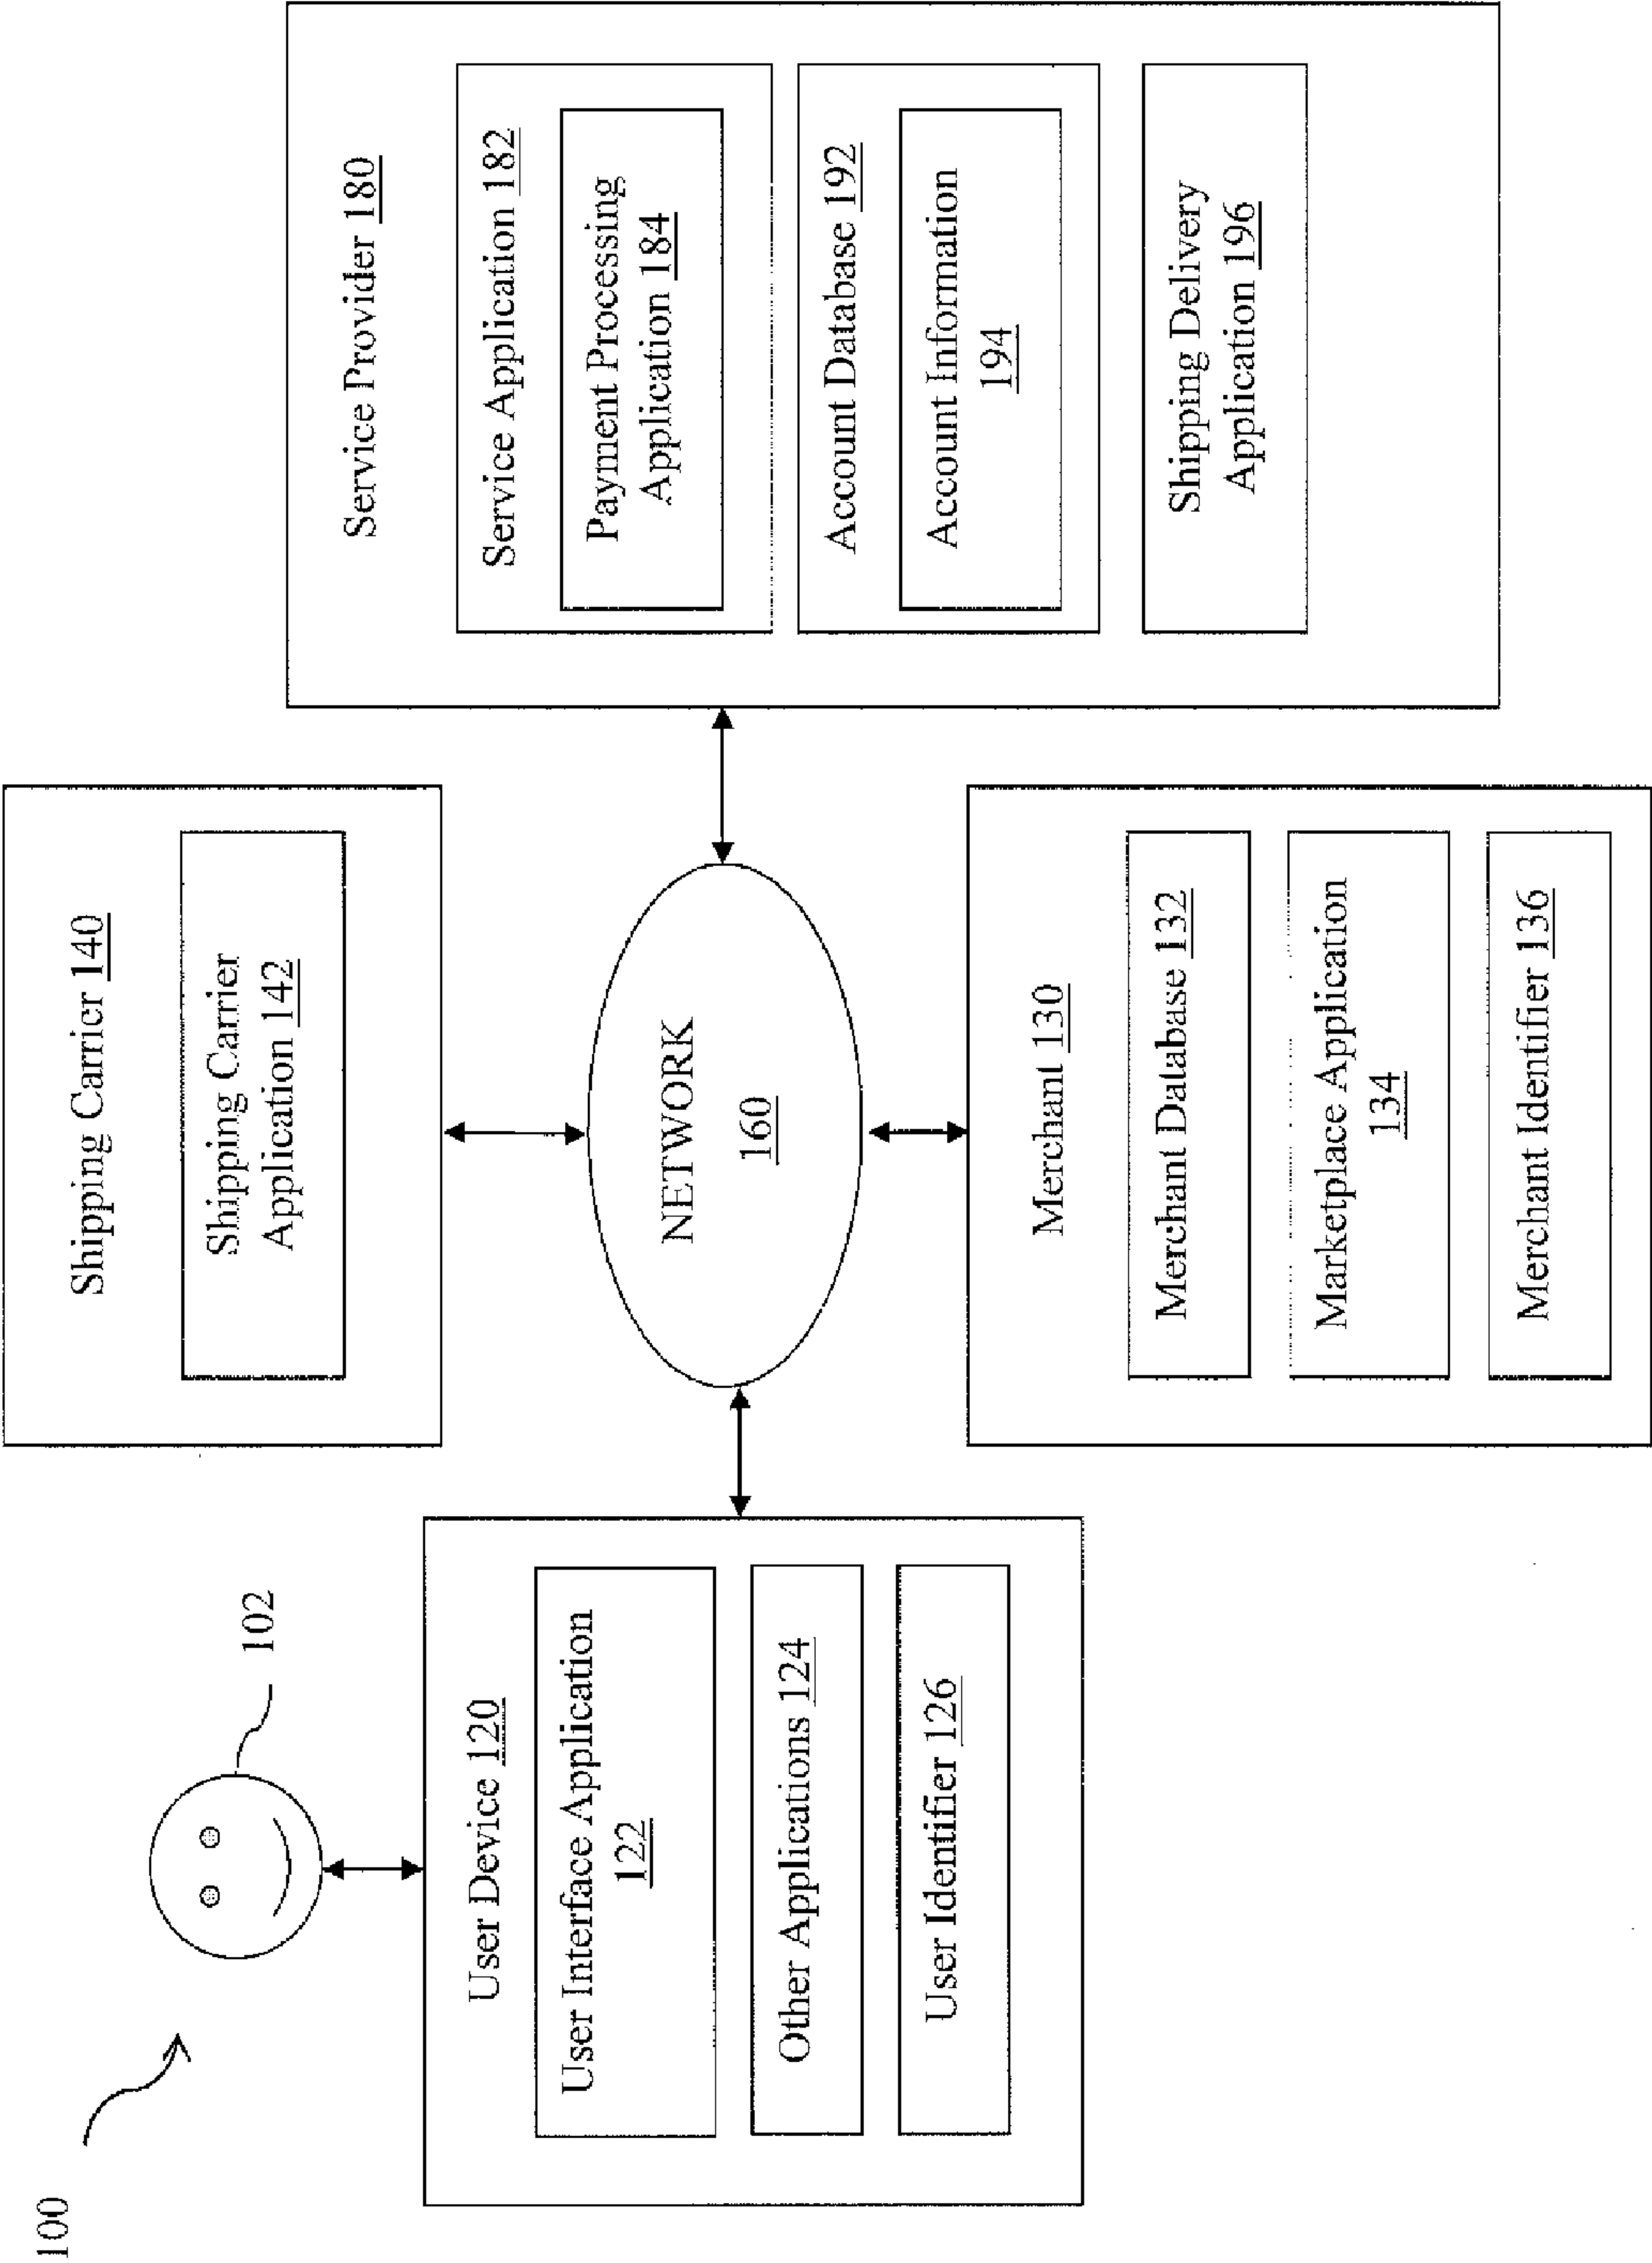 100
102
User Device 120
User Interface Application
122
Other Applications 124
User Identifier 126
Shipping Carrier 140
Shipping Carrier
Application 142
NETWORK
160
Merchant 130
Merchant Database 132
Marketplace Application
134
Merchant Identifier 136
Service Provider 180
Service Application 182
Payment Processing
Application 184
Account Database 192
Account Information
194
Shipping Delivery
Application 196